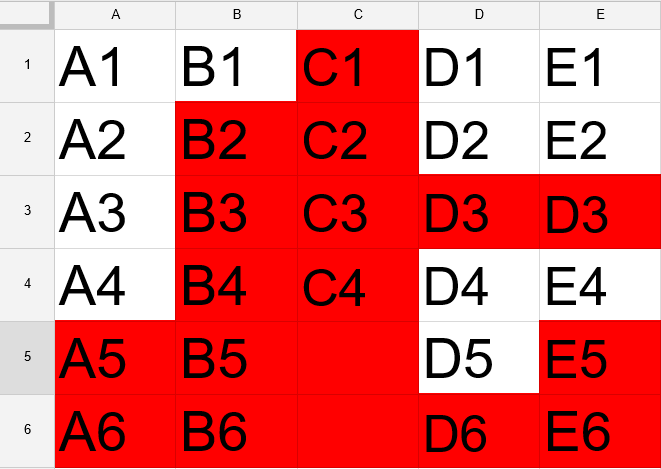 A B C D E
1 A1 B1 C1 D1 E1
2 A2 B2 C2 D2 E2
3 A3 B3 C3 D3 D3
4 A4 B4 C4 D4 E4
5 A5 B5 D5 E5
6 A6 B6 D6 E6